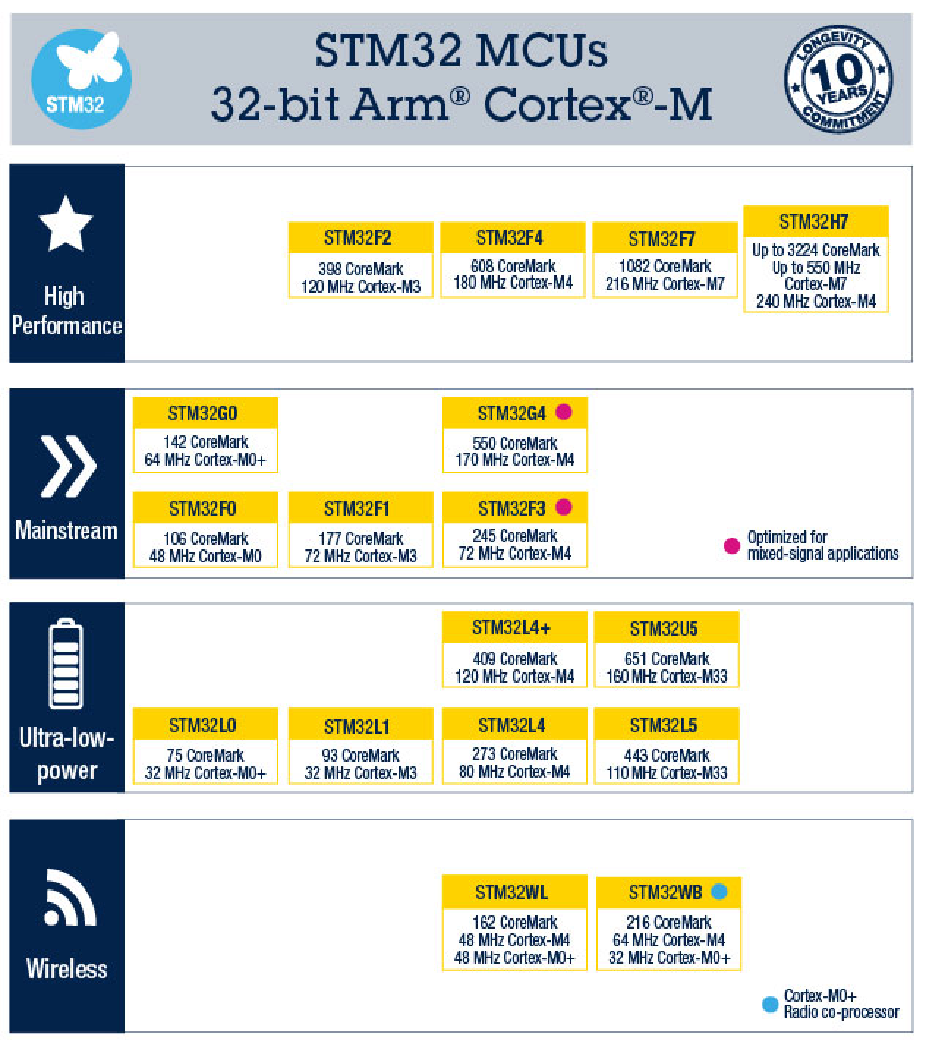 STM32
STM32 MCUs
32-bit Arm® Cortex®-M
LONGEVITY
10
YEARS
COMMITMENT
High
Performance
STM32F2
398 CoreMark
120 MHz Cortex-M3
STM32F4
608 CoreMark
180 MHz Cortex-M4
STM32F7
1082 CoreMark
216 MHz Cortex-M7
STM32H7
Up to 3224 CoreMark
Up to 550 MHz
Cortex-M7
240 MHz Cortex-M4
Mainstream
STM32G0
142 CoreMark
64 MHz Cortex-M0+
STM32G4
550 CoreMark
170 MHz Cortex-M4
STM32F0
106 CoreMark
48 MHz Cortex-M0
STM32F1
177 CoreMark
72 MHz Cortex-M3
STM32F3
245 CoreMark
72 MHz Cortex-M4
Optimized for
mixed-signal applications
Ultra-low-
power
STM32L4+
409 CoreMark
120 MHz Cortex-M4
STM32U5
651 CoreMark
160 MHz Cortex-M33
STM32L0
75 CoreMark
32 MHz Cortex-M0+
STM32L1
93 CoreMark
32 MHz Cortex-M3
STM32L4
273 CoreMark
80 MHz Cortex-M4
STM32L5
443 CoreMark
110 MHz Cortex-M33
Wireless
STM32WL
162 CoreMark
48 MHz Cortex-M4
48 MHz Cortex-M0+
STM32WB
216 CoreMark
64 MHz Cortex-M4
32 MHz Cortex-M0+
Cortex-M0+
Radio co-processor